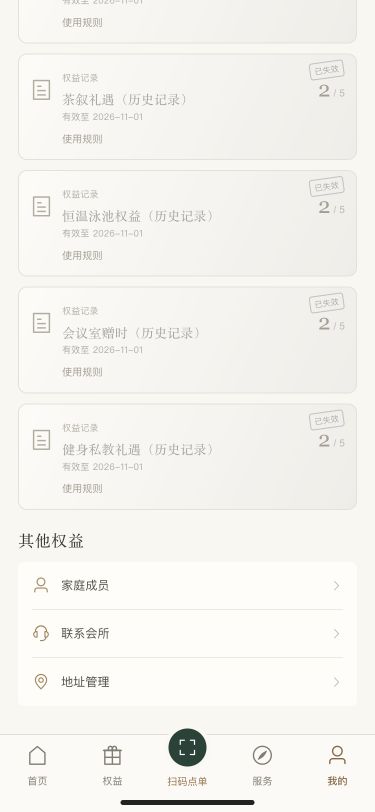 有效至 2026-11-01
使用规则
已失效
权益记录
2 / 5
茶叙礼遇（历史记录）
有效至 2026-11-01
使用规则
已失效
权益记录
2 / 5
恒温泳池权益（历史记录）
有效至 2026-11-01
使用规则
已失效
权益记录
2 / 5
会议室赠时（历史记录）
有效至 2026-11-01
使用规则
已失效
权益记录
2 / 5
健身私教礼遇（历史记录）
有效至 2026-11-01
使用规则
其他权益
家庭成员
联系会所
地址管理
首页 权益 扫码点单 服务 我的